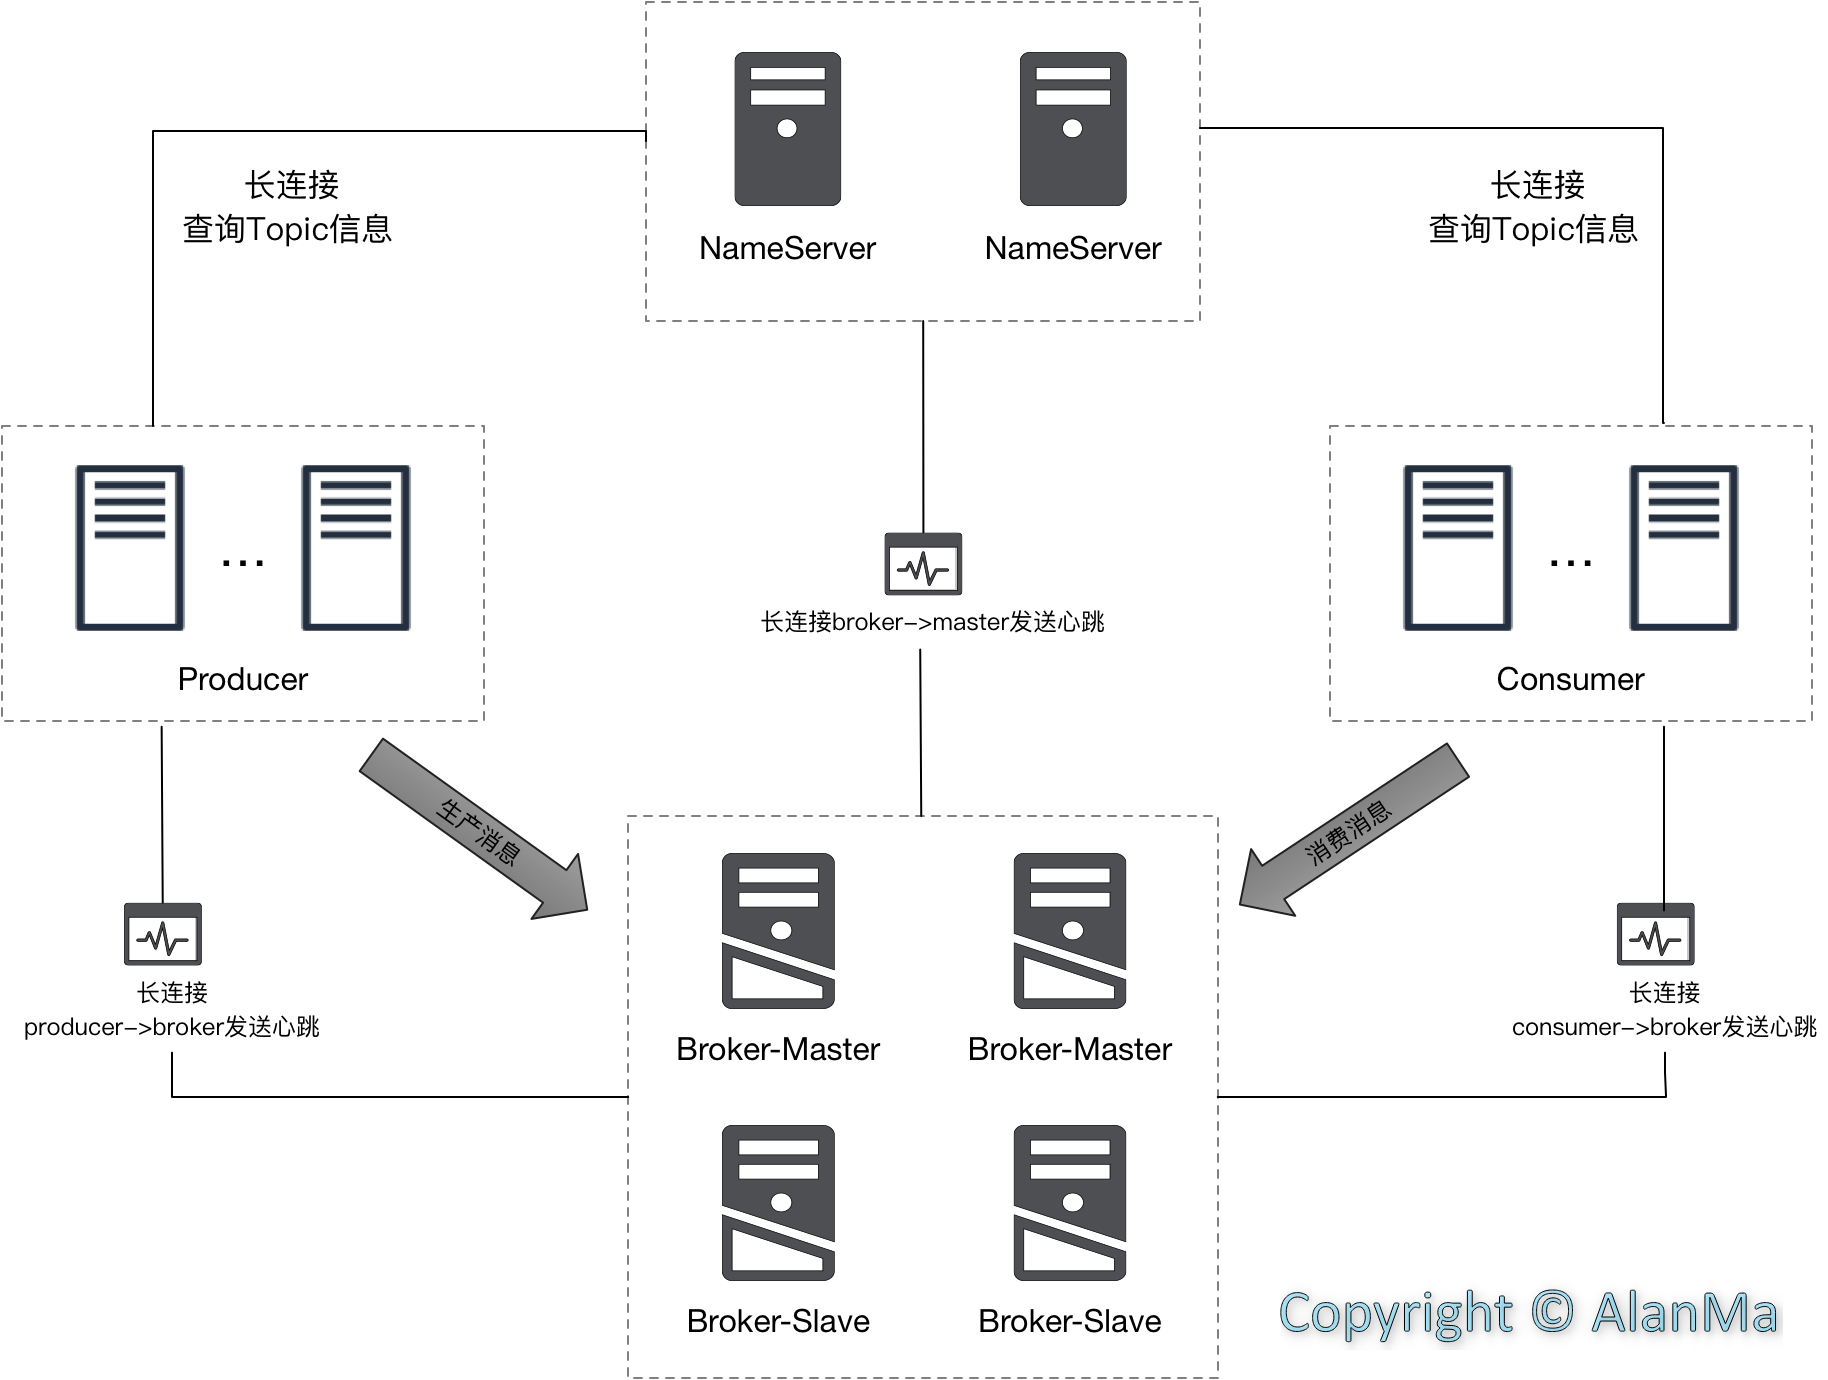 NameServer
NameServer
长连接
查询Topic信息
长连接
查询Topic信息
...
Producer
长连接broker->master发送心跳
...
Consumer
生产消息
消费消息
长连接
producer->broker发送心跳
长连接
consumer->broker发送心跳
Broker-Master
Broker-Master
Broker-Slave
Broker-Slave
Copyright © AlanMa